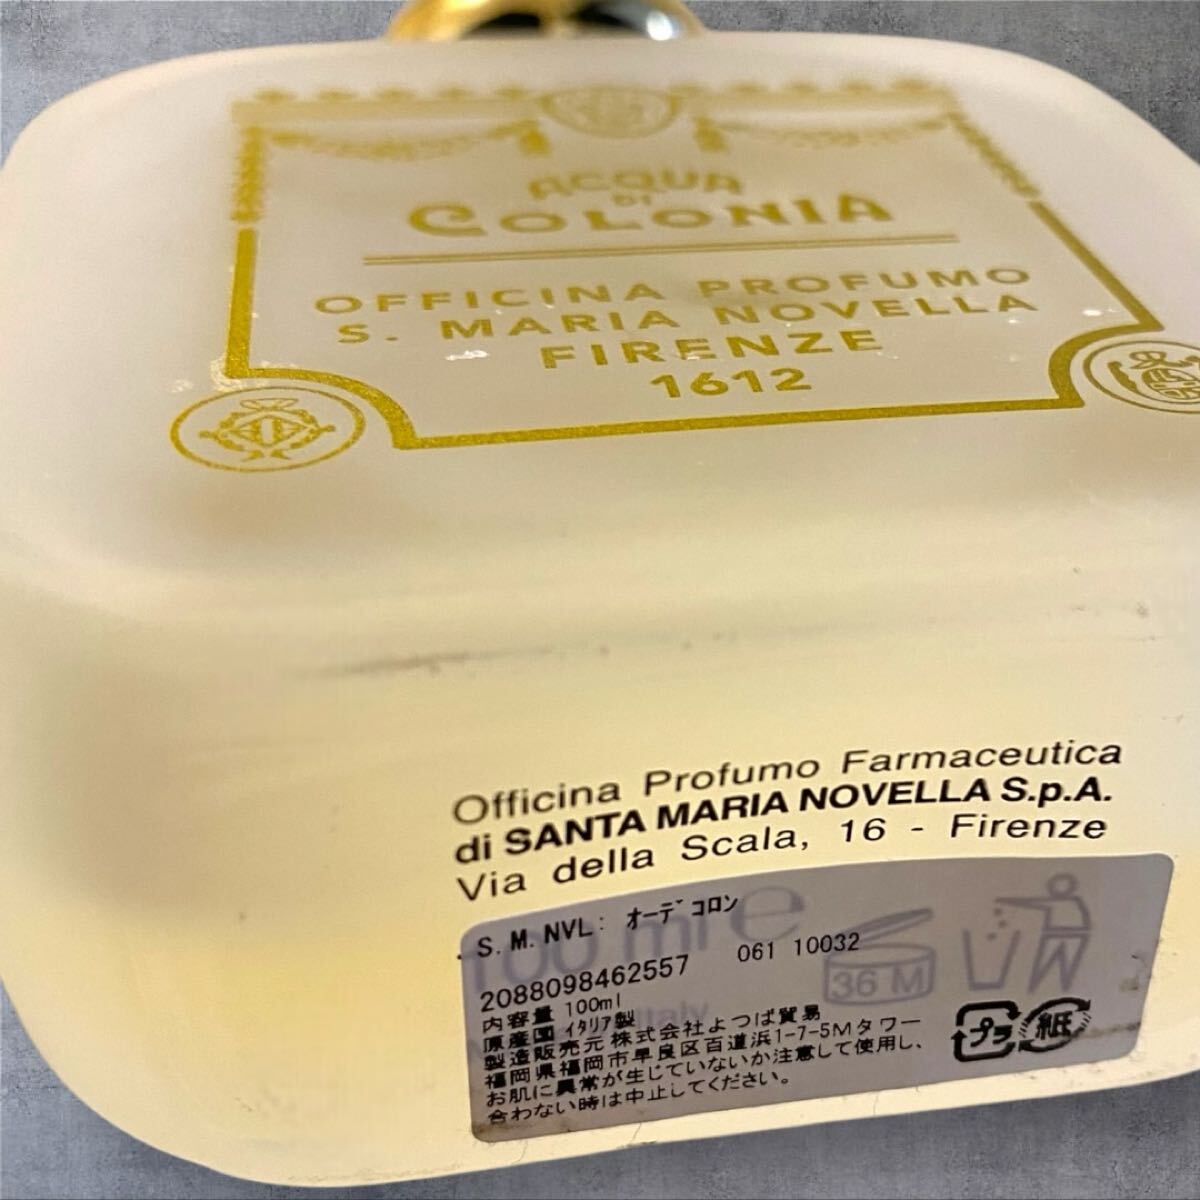 ACQUA
DI
COLONIA
OFFICINA PROFUMO
S. MARIA NOVELLA
FIRENZE
1612
Officina Profumo Farmaceutica
di SANTA MARIA NOVELLA S.p.A.
Via della Scala, 16 - Firenze
100 ml e
S.M.NVL: オーデコロン
2088098462557 061 10032
36 M
内容量 100ml
Italy
原産国 イタリア製
製造販売元 株式会社よつば貿易
福岡県福岡市早良区百道浜1-7-5Mタワー
お肌に異常が生じていないか注意して使用し、
合わない時は中止してください。
プラ 紙